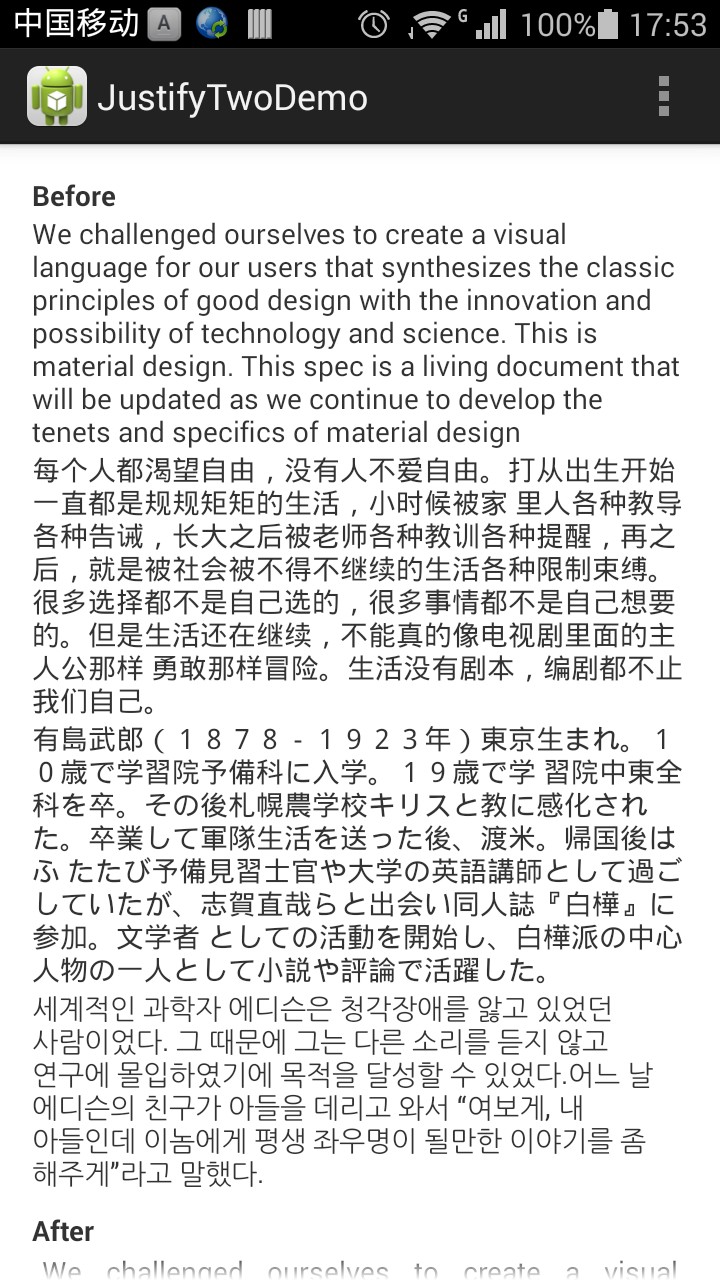 中国移动 A G 100% 17:53
JustifyTwoDemo
Before
We challenged ourselves to create a visual
language for our users that synthesizes the classic
principles of good design with the innovation and
possibility of technology and science. This is
material design. This spec is a living document that
will be updated as we continue to develop the
tenets and specifics of material design
每个人都渴望自由，没有人不爱自由。打从出生开始
一直都是规规矩矩的生活，小时候被家 里人各种教导
各种告诫，长大之后被老师各种教训各种提醒，再之
后，就是被社会被不得不继续的生活各种限制束缚。
很多选择都不是自己选的，很多事情都不是自己想要
的。但是生活还在继续，不能真的像电视剧里面的主
人公那样 勇敢那样冒险。生活没有剧本，编剧都不止
我们自己。
有島武郎（１８７８－１９２３年）東京生まれ。１
０歳で学習院予備科に入学。１９歳で学 習院中東全
科を卒。その後札幌農学校キリスと教に感化され
た。卒業して軍隊生活を送った後、渡米。帰国後は
ふ たたび予備見習士官や大学の英語講師として過ご
していたが、志賀直哉らと出会い同人誌『白樺』に
参加。文学者 としての活動を開始し、白樺派の中心
人物の一人として小説や評論で活躍した。
세계적인 과학자 에디슨은 청각장애를 앓고 있었던
사람이었다. 그 때문에 그는 다른 소리를 듣지 않고
연구에 몰입하였기에 목적을 달성할 수 있었다.어느 날
에디슨의 친구가 아들을 데리고 와서 “여보게, 내
아들인데 이놈에게 평생 좌우명이 될만한 이야기를 좀
해주게”라고 말했다.
After
We challenged ourselves to create a visual